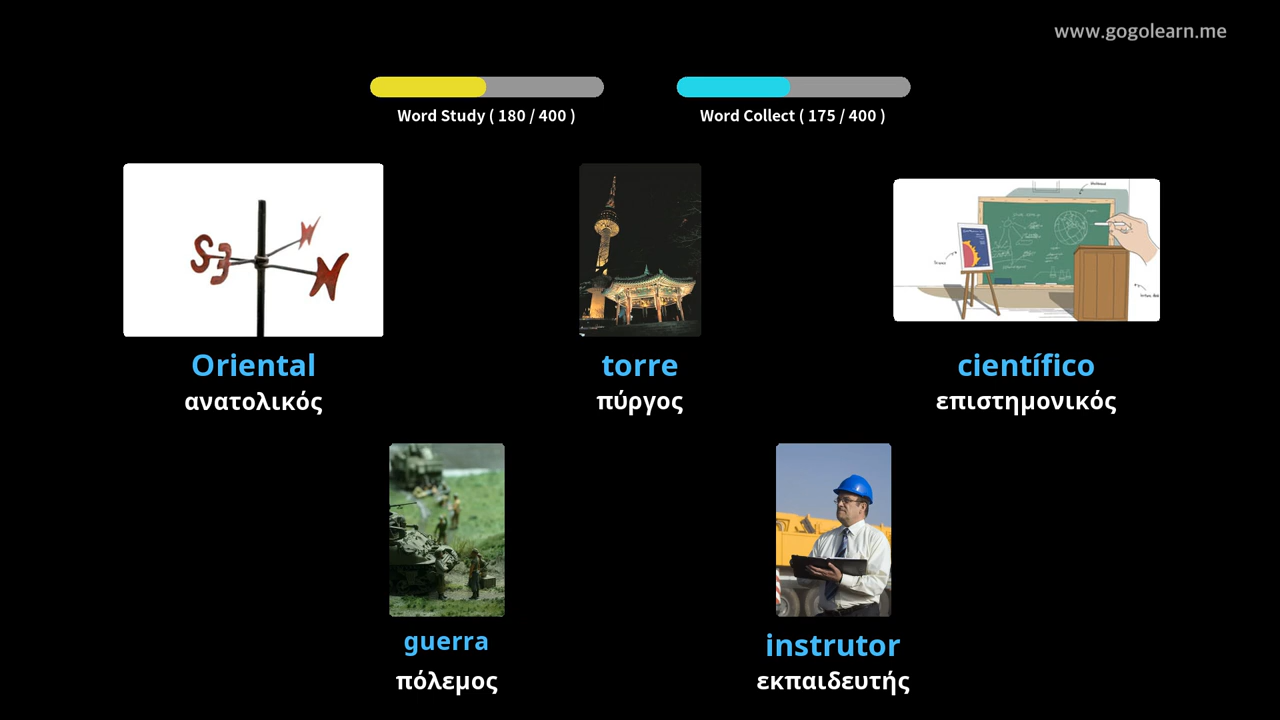 www.gogolearn.me
Word Study ( 180 / 400 )
Word Collect ( 175 / 400 )
Oriental
torre
científico
ανατολικός
πύργος
επιστημονικός
guerra
instrutor
πόλεμος
εκπαιδευτής